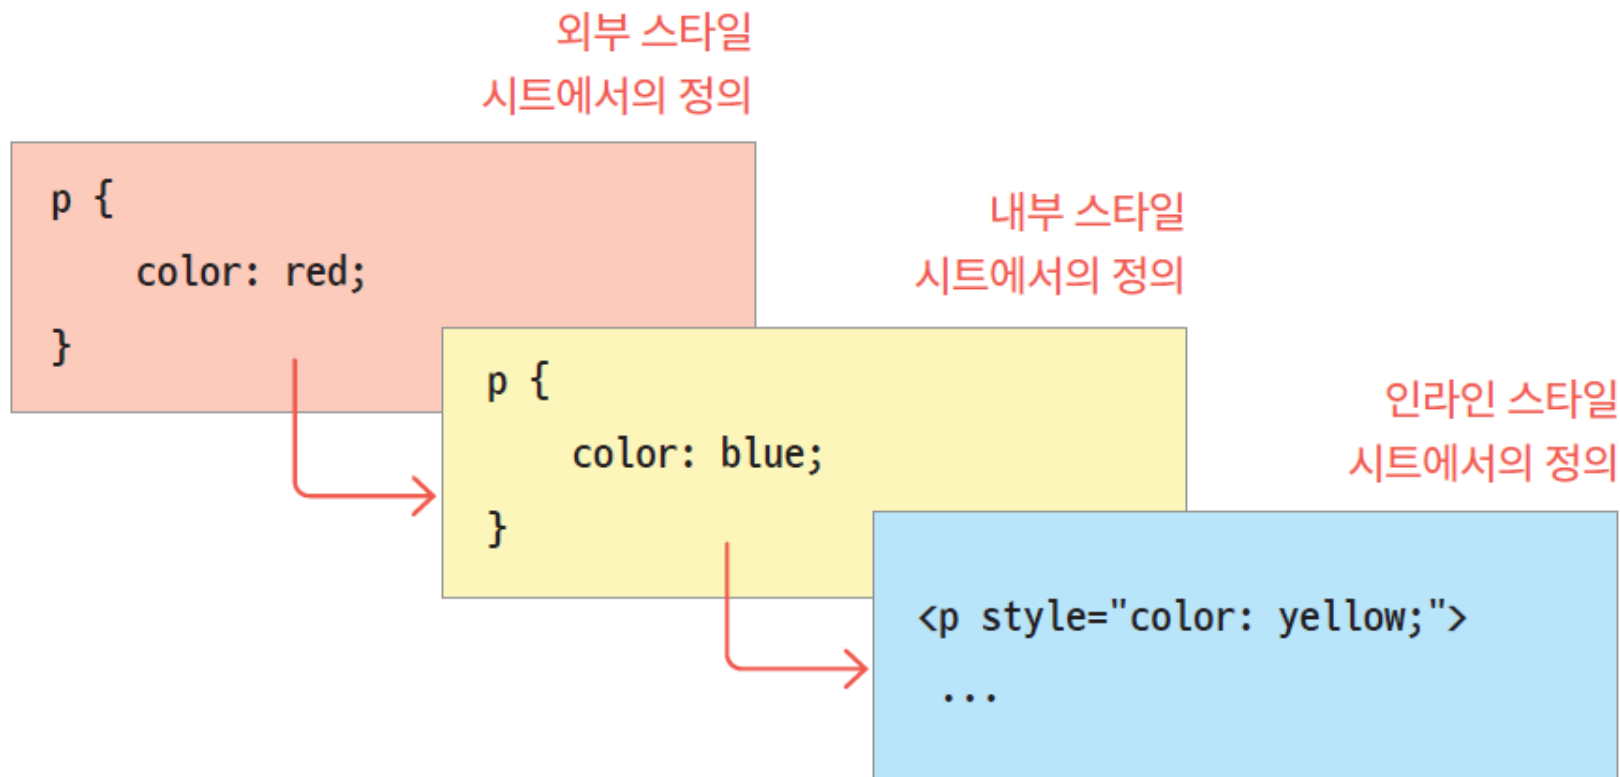 외부 스타일
시트에서의 정의
p {
color: red;
}
내부 스타일
시트에서의 정의
p {
color: blue;
}
인라인 스타일
시트에서의 정의
<p style="color: yellow;">
...